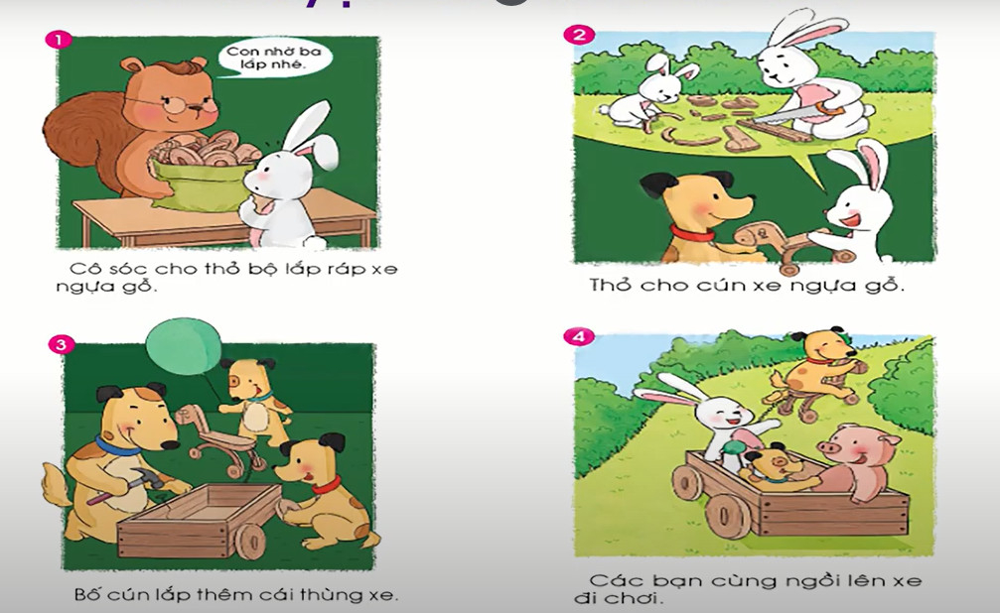 1
Con nhờ ba
lắp nhé.
Cô sóc cho thỏ bộ lắp ráp xe
ngựa gỗ.
2
Thỏ cho cún xe ngựa gỗ.
3
Bố cún lắp thêm cái thùng xe.
4
Các bạn cùng ngồi lên xe
đi chơi.